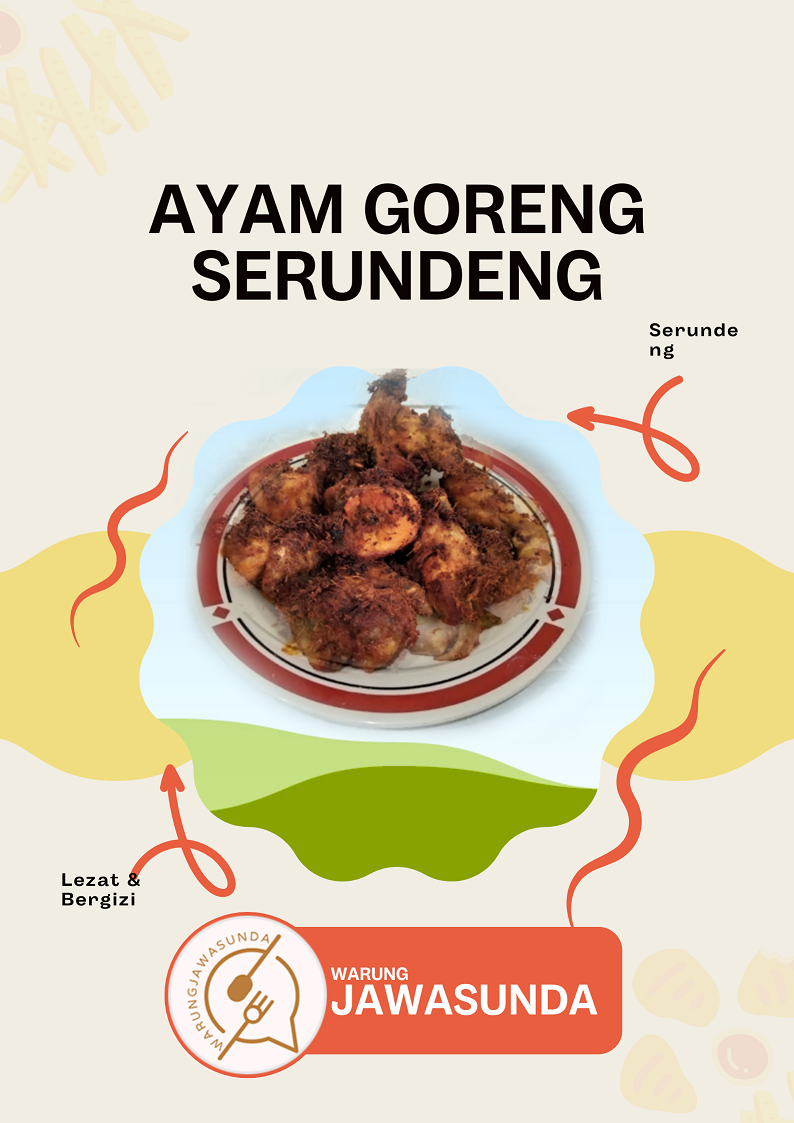 AYAM GORENG
SERUNDENG
Serunde
ng
Lezat &
Bergizi
WARUNGJAWASUNDA
WARUNG
JAWASUNDA